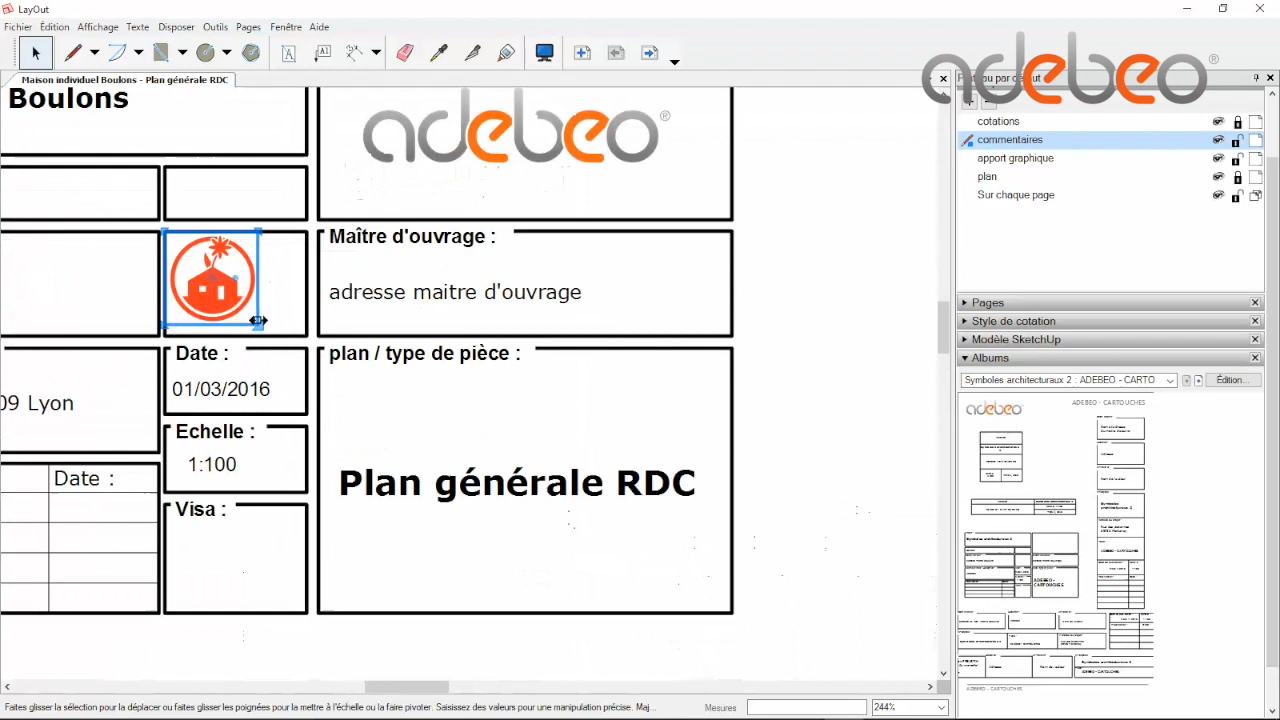 LayOut
Fichier Édition Affichage Texte Disposer Outils Pages Fenêtre Aide
adebeo®
Maison individuel Boulons - Plan générale RDC
Boulons
adebeo®
Maître d'ouvrage :
adresse maitre d'ouvrage
Date :
01/03/2016
plan / type de pièce :
09 Lyon
Echelle :
1:100
Plan générale RDC
Date :
Visa :
cotations
commentaires
apport graphique
plan
Sur chaque page
Pages
Style de cotation
Modèle SketchUp
Albums
Symboles architecturaux 2 : ADEBEO - CARTO
Édition...
adebeo
ADEBEO - CARTOUCHES
Faites glisser la sélection pour la déplacer ou faites glisser les poignées pour la mettre à l'échelle ou la faire pivoter. Saisissez des valeurs pour une manipulation précise. Maj...
Mesures
244%